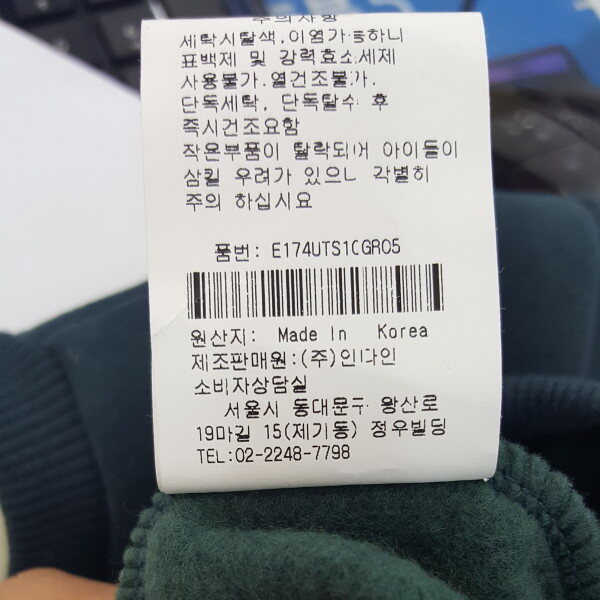 주의사항
세탁시탈색,이염가능하니
표백제 및 강력효소세제
사용불가.열건조불가.
단독세탁, 단독탈수 후
즉시건조요함
작은부품이 탈락되어 아이들이
삼킬 우려가 있으니 각별히
주의 하십시요
품번: E174UTS10GR05
원산지: Made In Korea
제조판매원:(주)인다인
소비자상담실
서울시 동대문구 왕산로
19마길 15(제기동) 정우빌딩
TEL:02-2248-7798